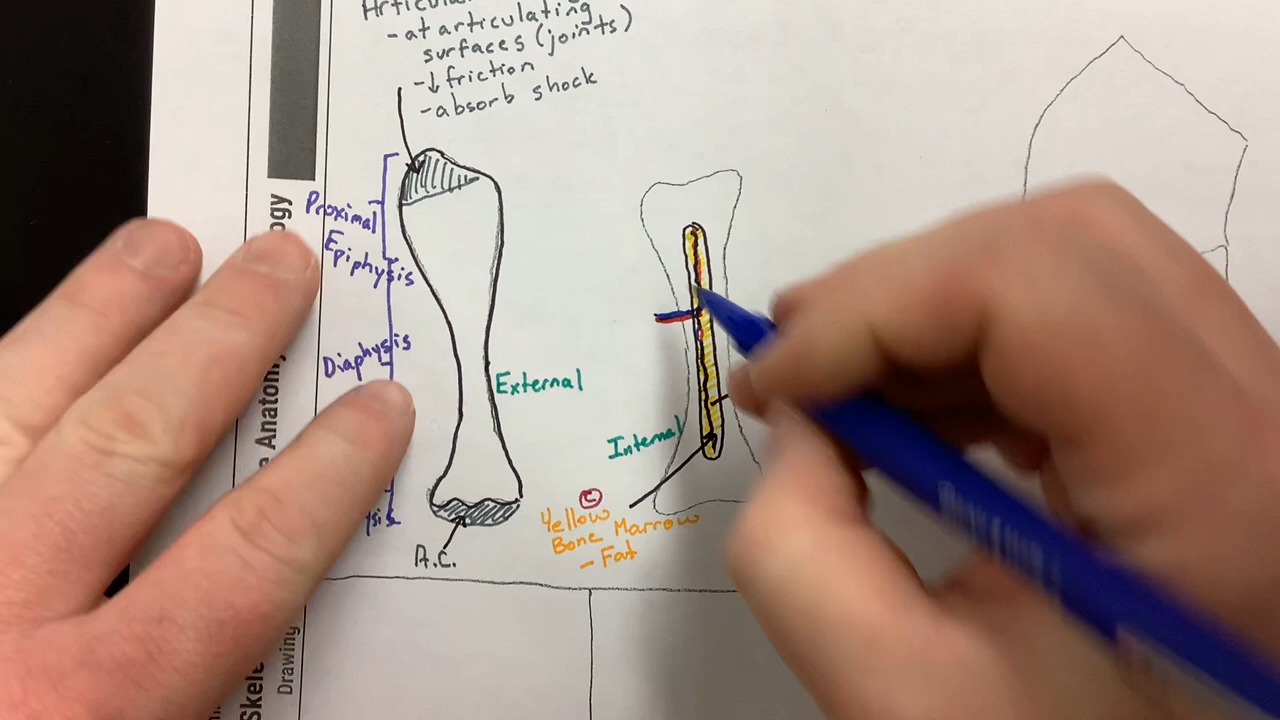 - at articulating
surfaces (joints)
- ↓ friction
- absorb shock
Proximal
Epiphysis
Diaphysis
External
Internal
A.C.
C
Yellow
Bone Marrow
- Fat
Drawing